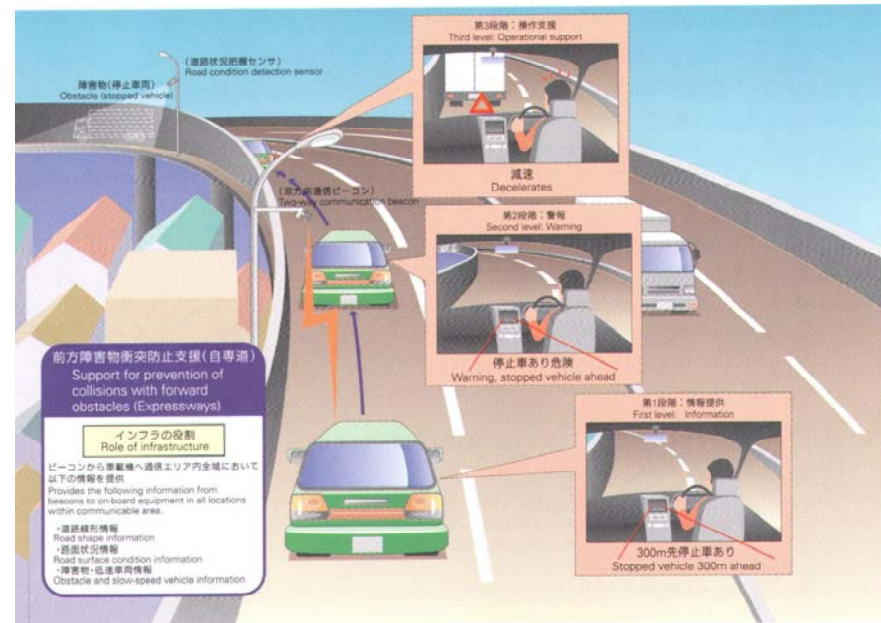 第3段階：操作支援
Third level: Operational support
減速
Decelerates
(道路状況把握センサ)
Road condition detection sensor
障害物(停止車両)
Obstacle (stopped vehicle)
(双方向通信ビーコン)
Two-way communication beacon
第2段階：警報
Second level: Warning
停止車あり危険
Warning, stopped vehicle ahead
第1段階：情報提供
First level: Information
300m先停止車あり
Stopped vehicle 300m ahead
前方障害物衝突防止支援(自専道)
Support for prevention of
collisions with forward
obstacles (Expressways)
インフラの役割
Role of infrastructure
ビーコンから車載機へ通信エリア内全域において
以下の情報を提供
Provides the following information from
beacons to on-board equipment in all locations
within communicable area.
・道路線形情報
Road shape information
・路面状況情報
Road surface condition information
・障害物・低速車両情報
Obstacle and slow-speed vehicle information